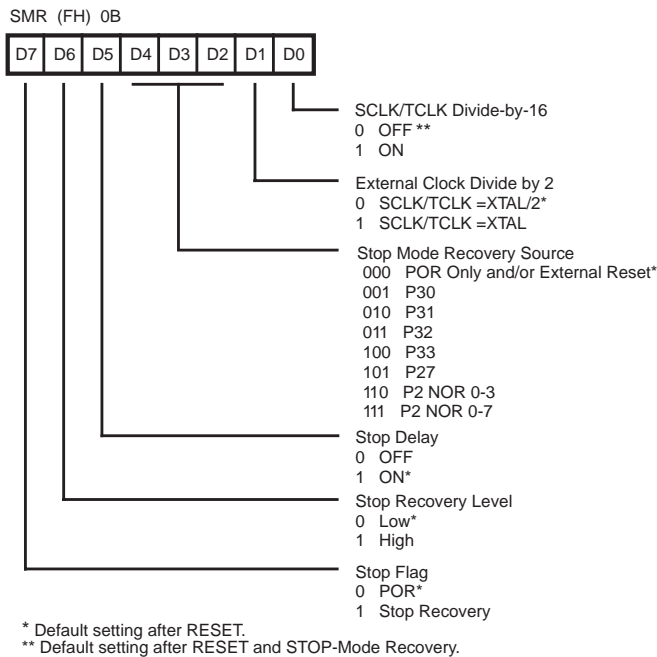 SMR (FH) 0B
D7 D6 D5 D4 D3 D2 D1 D0
SCLK/TCLK Divide-by-16
0 OFF **
1 ON
External Clock Divide by 2
0 SCLK/TCLK =XTAL/2*
1 SCLK/TCLK =XTAL
Stop Mode Recovery Source
000 POR Only and/or External Reset*
001 P30
010 P31
011 P32
100 P33
101 P27
110 P2 NOR 0-3
111 P2 NOR 0-7
Stop Delay
0 OFF
1 ON*
Stop Recovery Level
0 Low*
1 High
Stop Flag
0 POR*
1 Stop Recovery
* Default setting after RESET.
** Default setting after RESET and STOP-Mode Recovery.